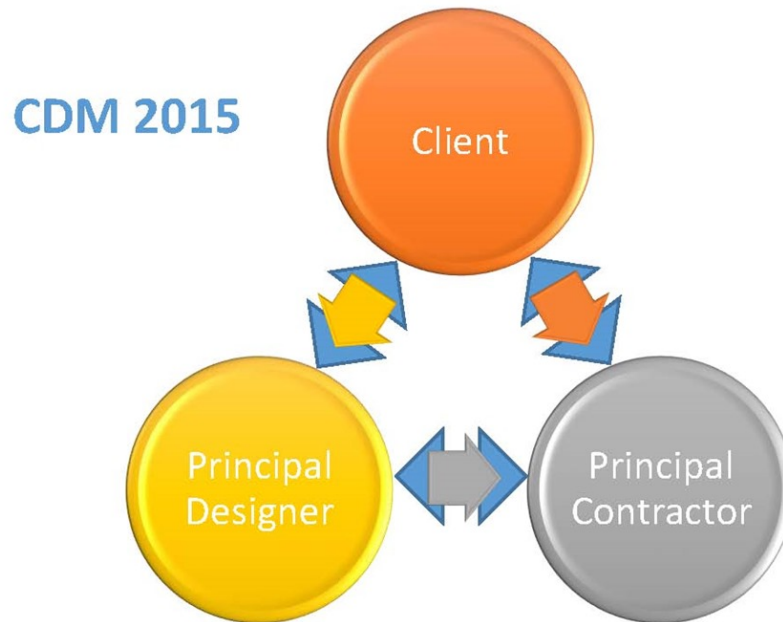 CDM 2015
Client
Principal
Designer
Principal
Contractor